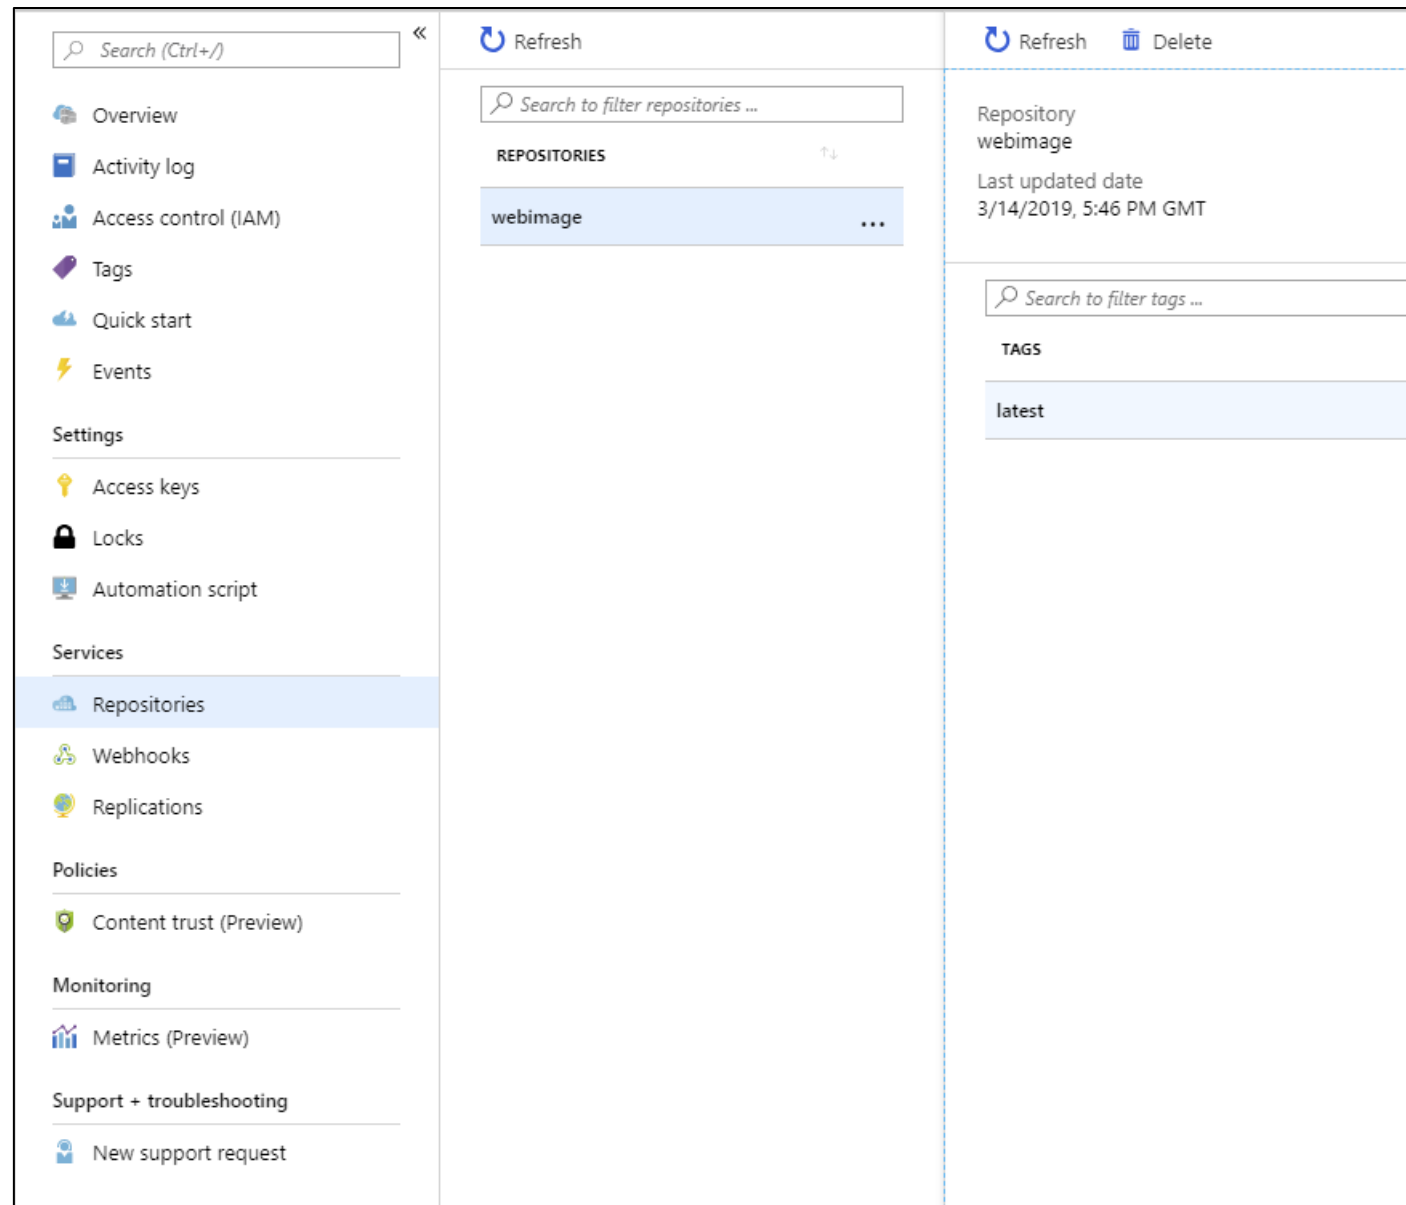 Search (Ctrl+/)
«
Overview
Activity log
Access control (IAM)
Tags
Quick start
Events
Settings
Access keys
Locks
Automation script
Services
Repositories
Webhooks
Replications
Policies
Content trust (Preview)
Monitoring
Metrics (Preview)
Support + troubleshooting
New support request
Refresh
Search to filter repositories ...
REPOSITORIES
webimage
...
Refresh Delete
Repository
webimage
Last updated date
3/14/2019, 5:46 PM GMT
Search to filter tags ...
TAGS
latest